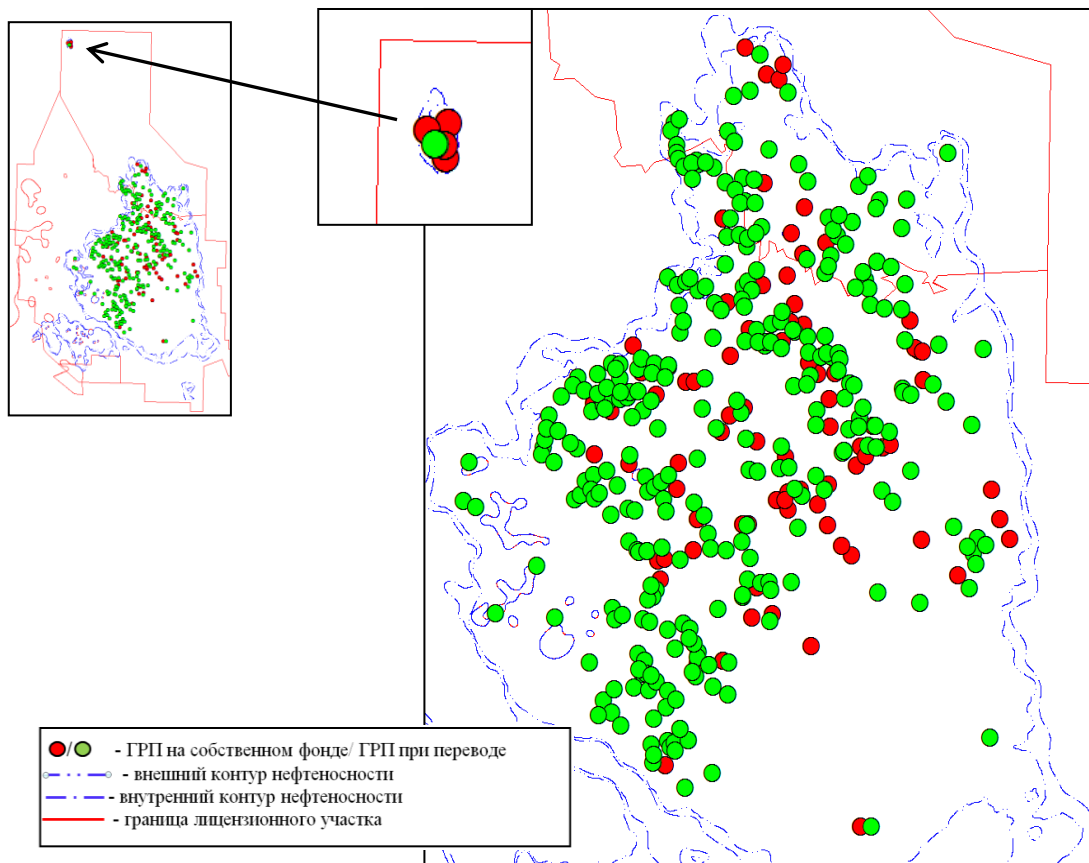 / - ГРП на собственном фонде/ ГРП при переводе
- внешний контур нефтеносности
- внутренний контур нефтеносности
- граница лицензионного участка